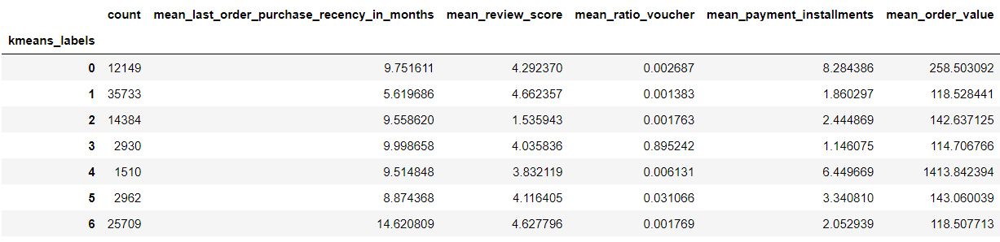 count mean_last_order_purchase_recency_in_months mean_review_score mean_ratio_voucher mean_payment_installments mean_order_value
kmeans_labels
0 12149 9.751611 4.292370 0.002687 8.284386 258.503092
1 35733 5.619686 4.662357 0.001383 1.860297 118.528441
2 14384 9.558620 1.535943 0.001763 2.444869 142.637125
3 2930 9.998658 4.035836 0.895242 1.146075 114.706766
4 1510 9.514848 3.832119 0.006131 6.449669 1413.842394
5 2962 8.874368 4.116405 0.031066 3.340810 143.060039
6 25709 14.620809 4.627796 0.001769 2.052939 118.507713